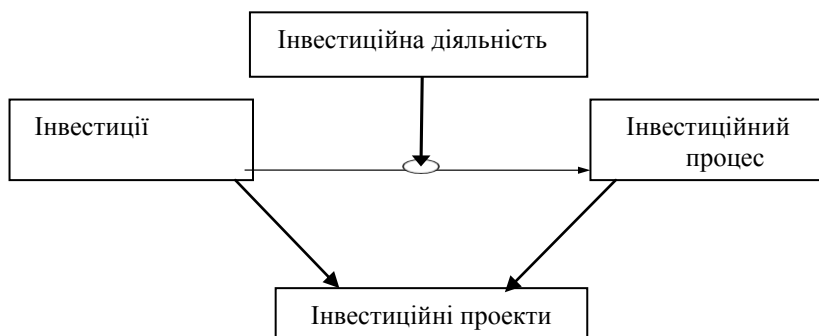 Інвестиційна діяльність
Інвестиції
Інвестиційний
процес
Інвестиційні проекти